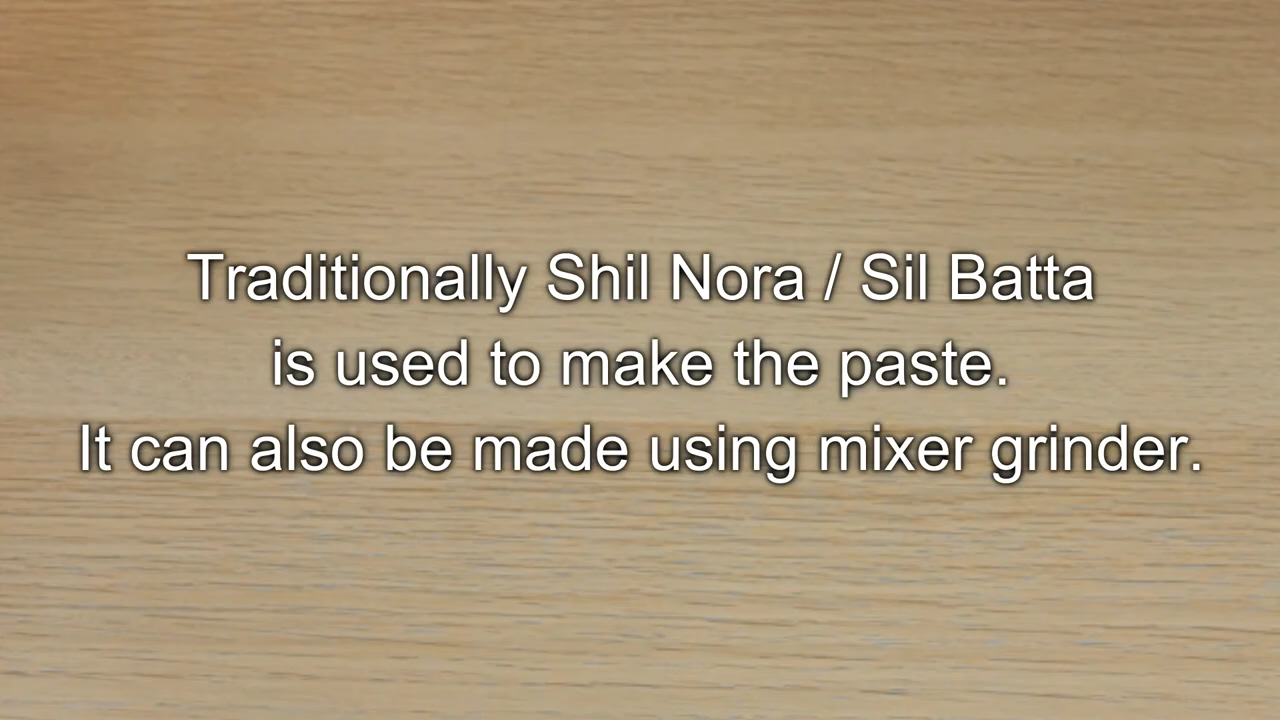 Traditionally Shil Nora / Sil Batta
is used to make the paste.
It can also be made using mixer grinder.